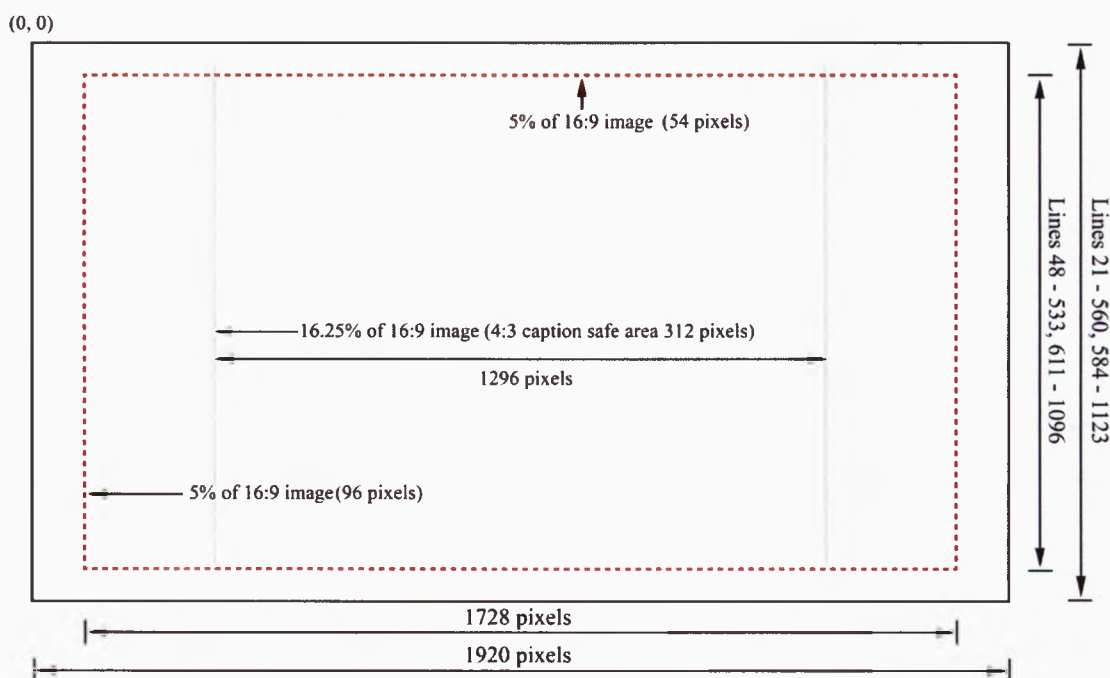 (0, 0)
5% of 16:9 image (54 pixels)
Lines 48 - 533, 611 - 1096
Lines 21 - 560, 584 - 1123
16.25% of 16:9 image (4:3 caption safe area 312 pixels)
1296 pixels
5% of 16:9 image(96 pixels)
1728 pixels
1920 pixels